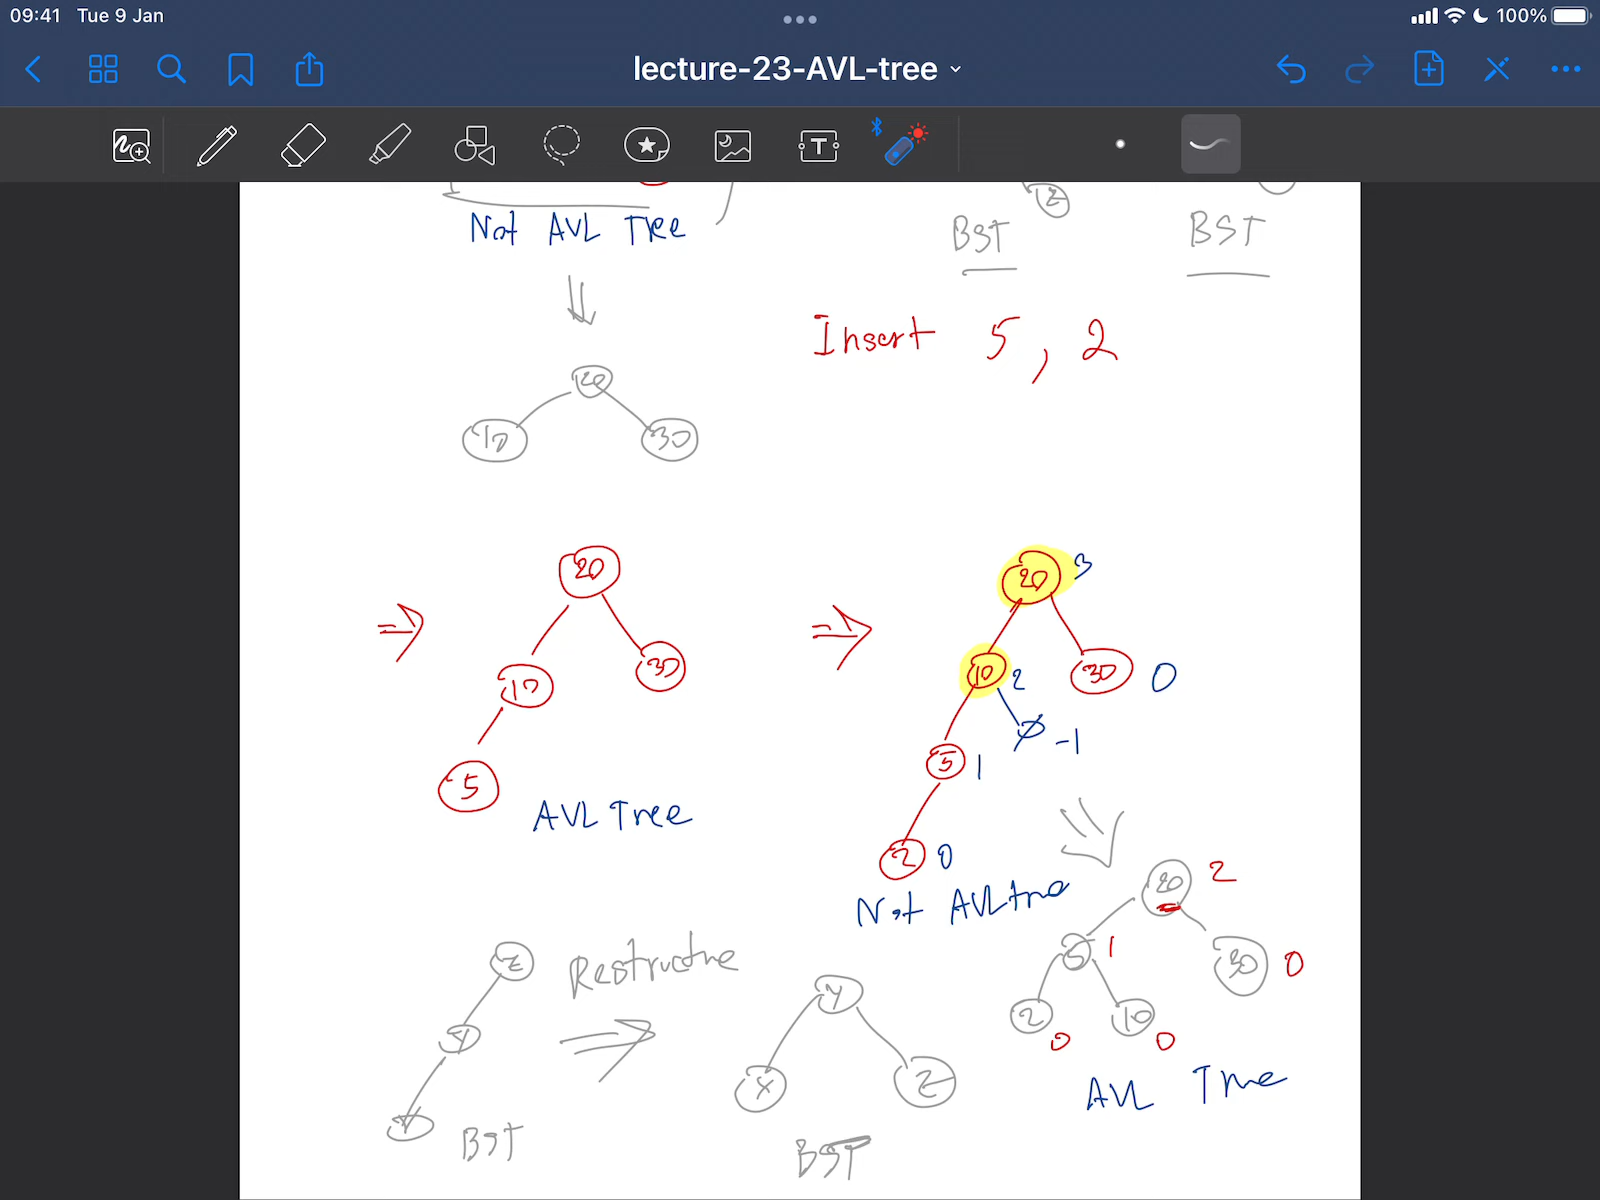 09:41 Tue 9 Jan
100%
lecture-23-AVL-tree
T
Not AVL Tree
Z
BST
BST
Insert 5, 2
20
10
30
20
10
30
5
AVL Tree
20 3
10 2
30 0
ø -1
5 1
2 0
Not AVL tree
20 2
5 1
30 0
2 0
10 0
AVL Tree
Z
Y
X
BST
Restructure
Y
X
Z
BST